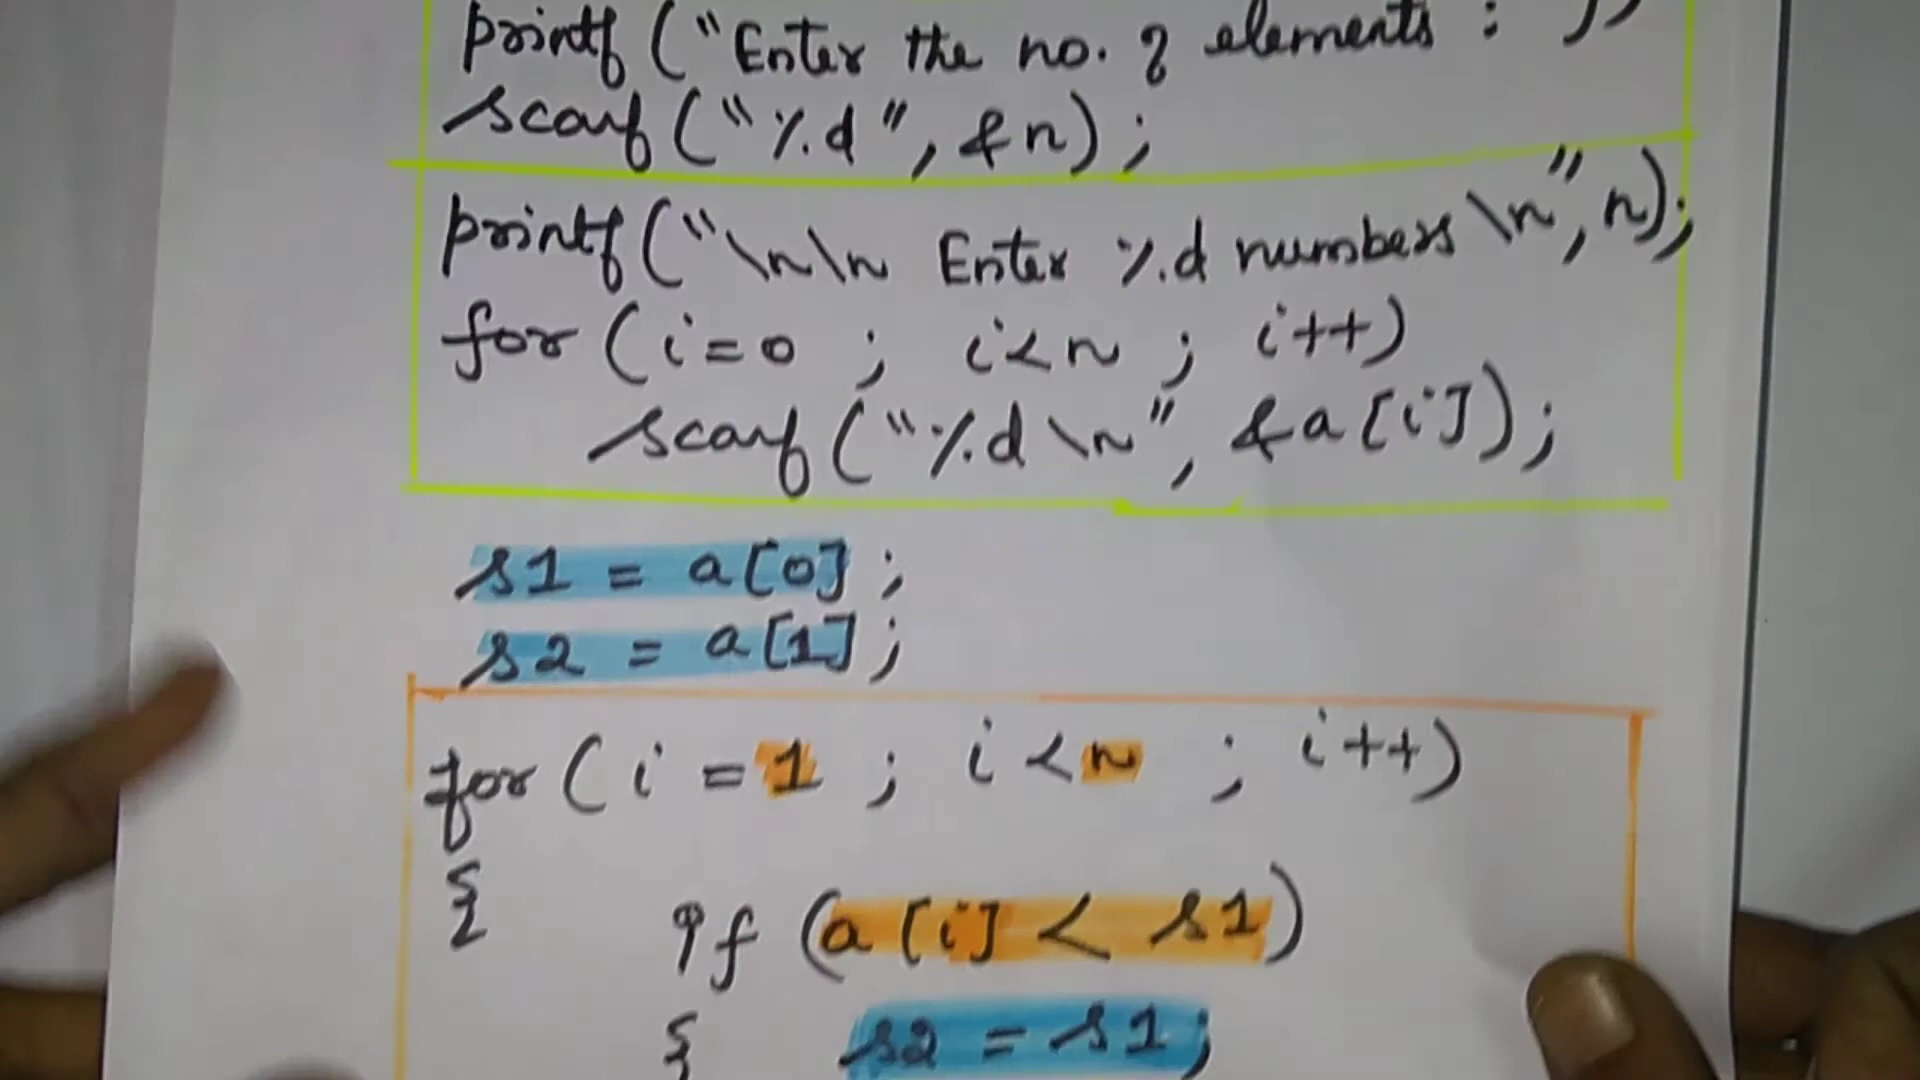 printf ("Enter the no. of elements : ");
scanf ("%d", &n);
printf ("\n\n Enter %d numbers \n", n);
for (i=0 ; i<n ; i++)
scanf ("%d \n", &a[i]);
s1 = a[0];
s2 = a[1];
for (i = 1 ; i < n ; i++)
{ if (a[i] < s1)
{ s2 = s1;